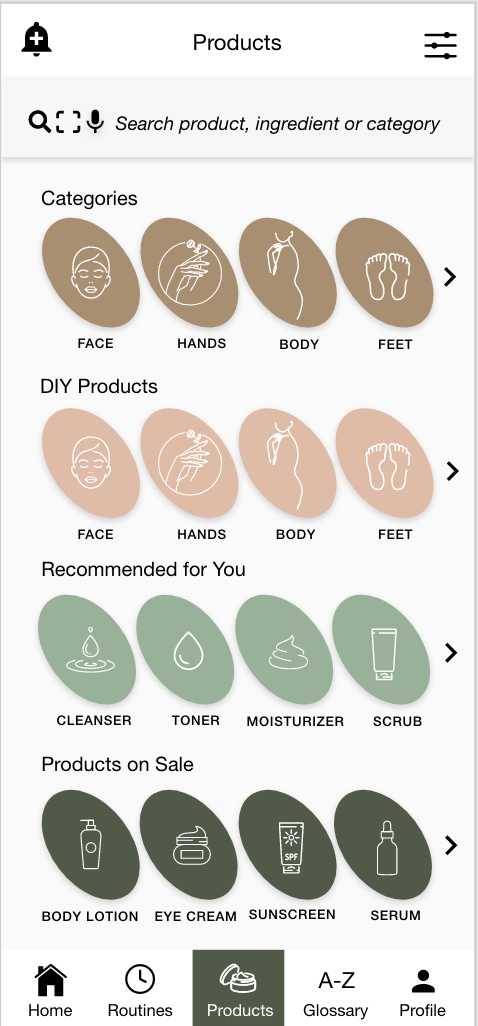 Products
Search product, ingredient or category
Categories
FACE HANDS BODY FEET
DIY Products
FACE HANDS BODY FEET
Recommended for You
CLEANSER TONER MOISTURIZER SCRUB
Products on Sale
SPF
BODY LOTION EYE CREAM SUNSCREEN SERUM
A-Z
Home Routines Products Glossary Profile